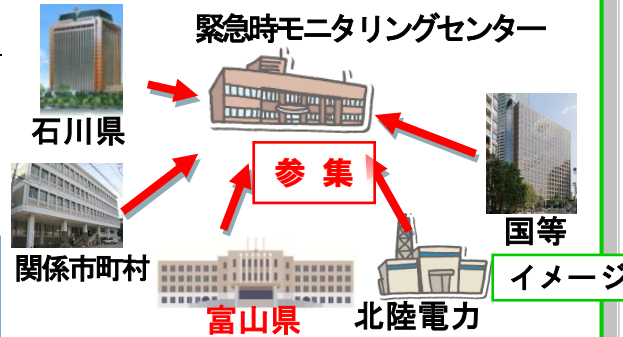 緊急時モニタリングセンター
石川県
参集
国等
関係市町村
富山県
北陸電力
イメージ